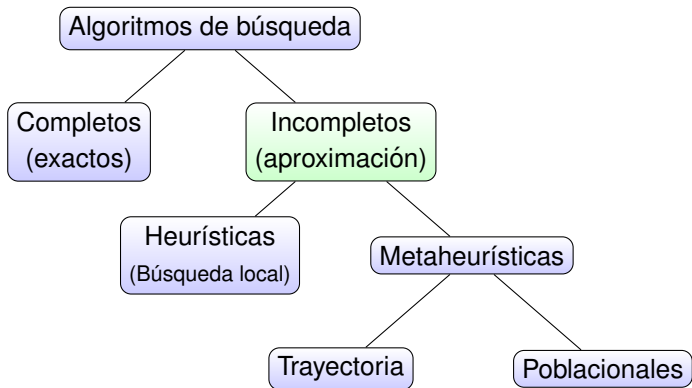 Algoritmos de búsqueda
Completos
(exactos)
Incompletos
(aproximación)
Heurísticas
(Búsqueda local)
Metaheurísticas
Trayectoria
Poblacionales